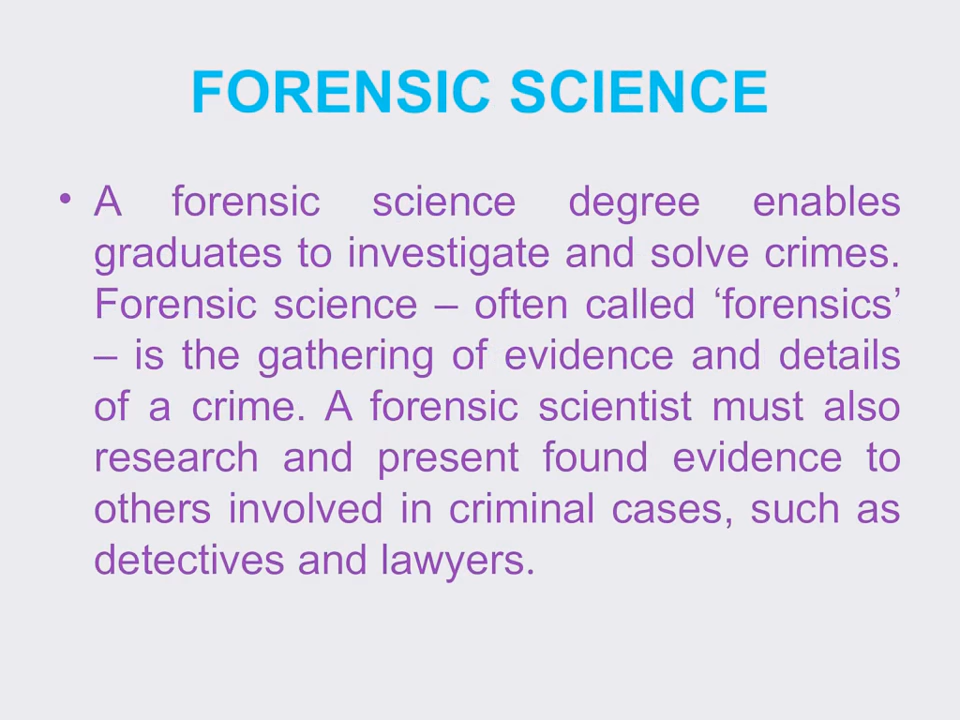 FORENSIC SCIENCE
• A forensic science degree enables
graduates to investigate and solve crimes.
Forensic science – often called ‘forensics’
– is the gathering of evidence and details
of a crime. A forensic scientist must also
research and present found evidence to
others involved in criminal cases, such as
detectives and lawyers.